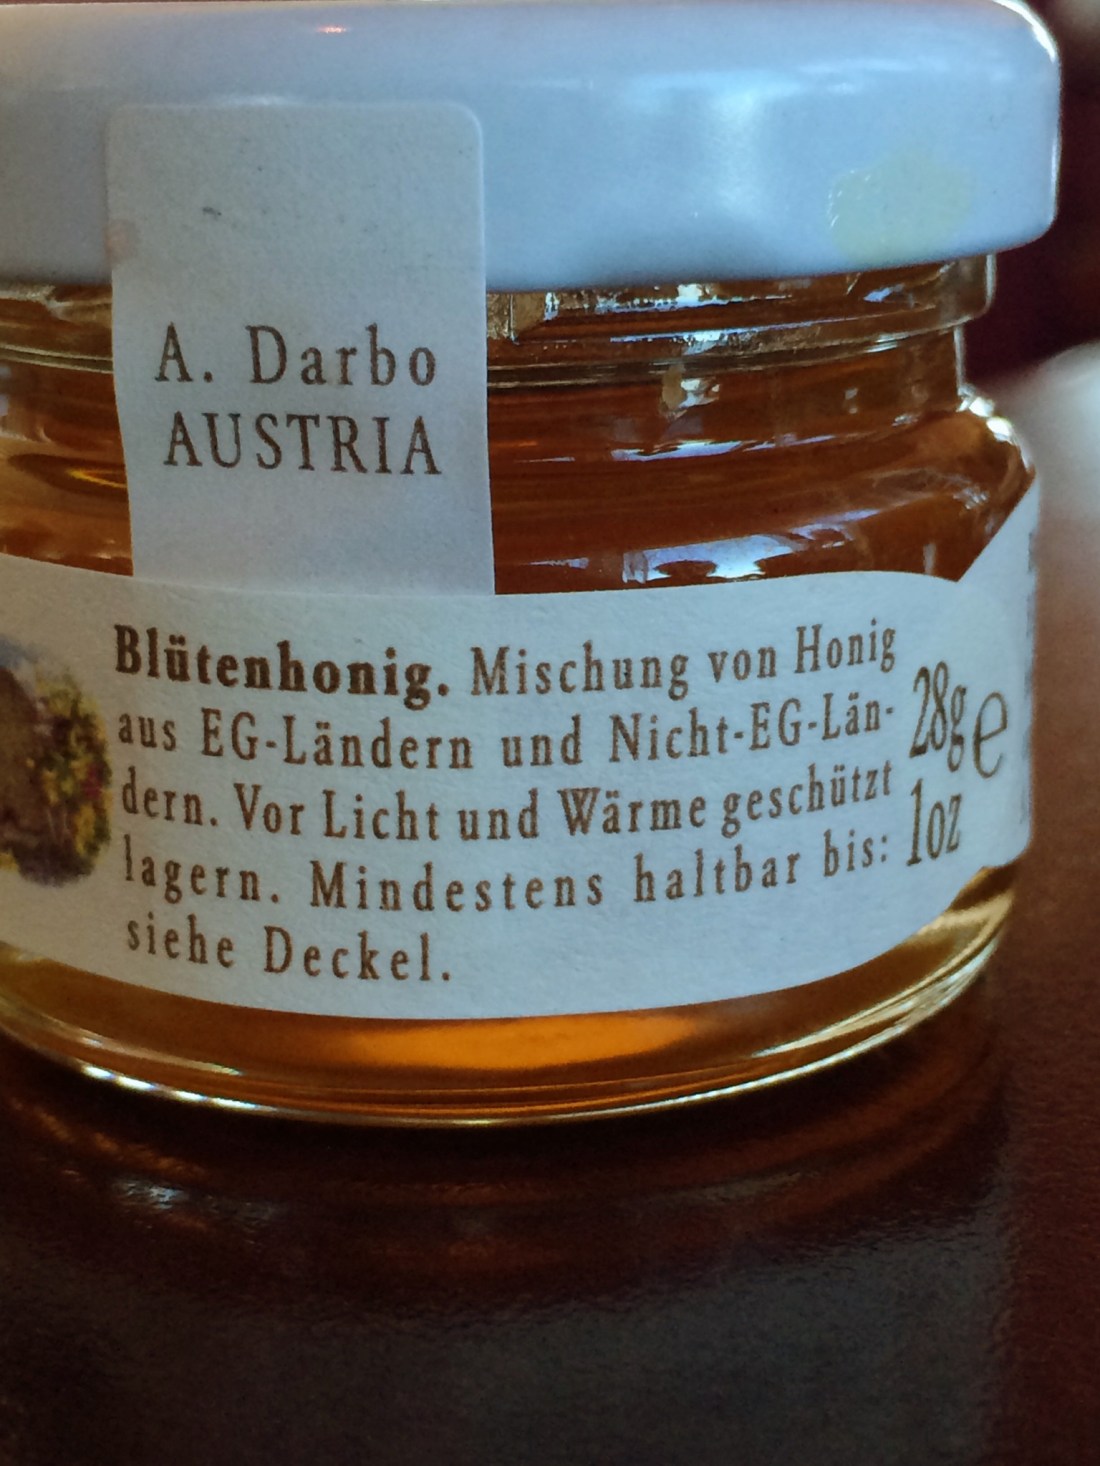 A. Darbo
AUSTRIA
Blütenhonig. Mischung von Honig
aus EG-Ländern und Nicht-EG-Län-
dern. Vor Licht und Wärme geschützt
lagern. Mindestens haltbar bis:
siehe Deckel.
28g e
1oz